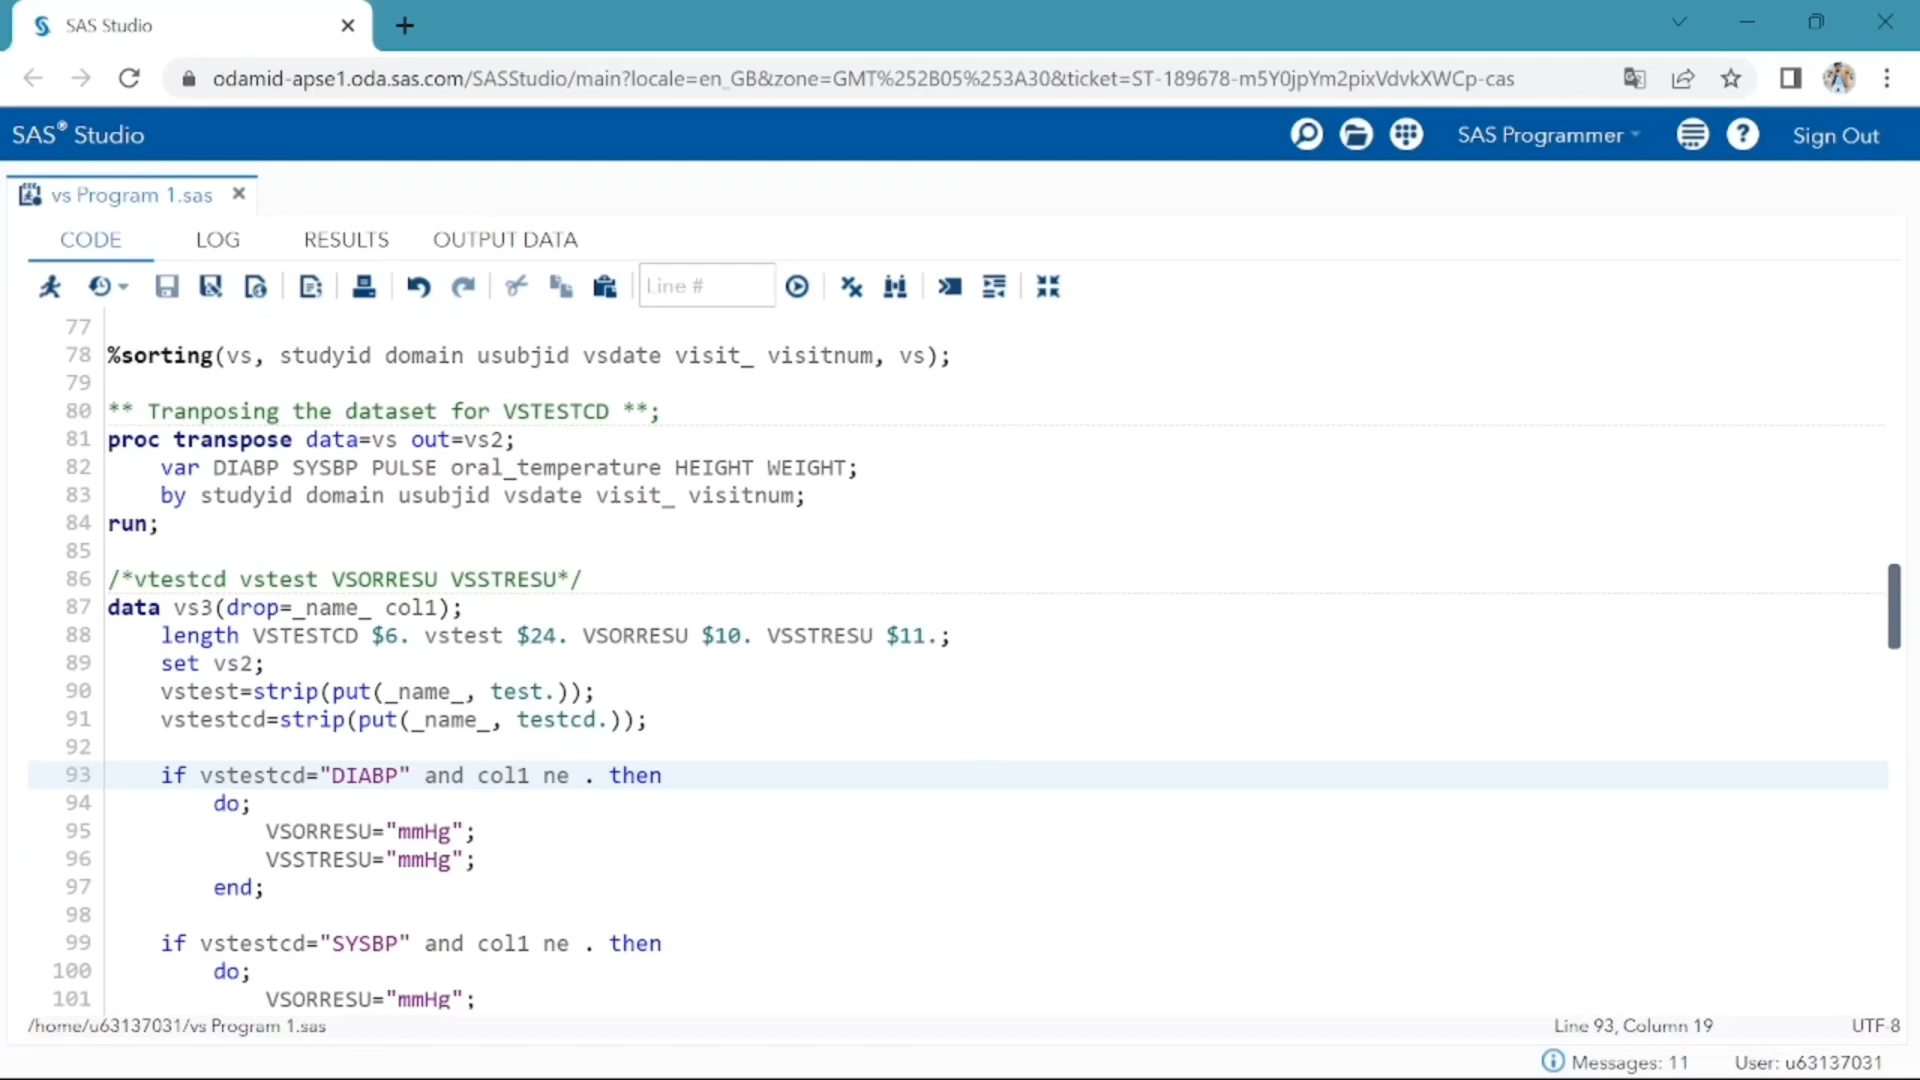 SAS Studio
odamid-apse1.oda.sas.com/SASStudio/main?locale=en_GB&zone=GMT%252B05%253A30&ticket=ST-189678-m5Y0jpYm2pixVdvkXWCp-cas
SAS® Studio SAS Programmer Sign Out
vs Program 1.sas
CODE LOG RESULTS OUTPUT DATA
Line #
77
78 %sorting(vs, studyid domain usubjid vsdate visit_ visitnum, vs);
79
80 ** Tranposing the dataset for VSTESTCD **;
81 proc transpose data=vs out=vs2;
82 var DIABP SYSBP PULSE oral_temperature HEIGHT WEIGHT;
83 by studyid domain usubjid vsdate visit_ visitnum;
84 run;
85
86 /*vtestcd vstest VSORRESU VSSTRESU*/
87 data vs3(drop=_name_ col1);
88 length VSTESTCD $6. vstest $24. VSORRESU $10. VSSTRESU $11.;
89 set vs2;
90 vstest=strip(put(_name_, test.));
91 vstestcd=strip(put(_name_, testcd.));
92
93 if vstestcd="DIABP" and col1 ne . then
94 do;
95 VSORRESU="mmHg";
96 VSSTRESU="mmHg";
97 end;
98
99 if vstestcd="SYSBP" and col1 ne . then
100 do;
101 VSORRESU="mmHg";
/home/u63137031/vs Program 1.sas Line 93, Column 19 UTF-8
Messages: 11 User: u63137031